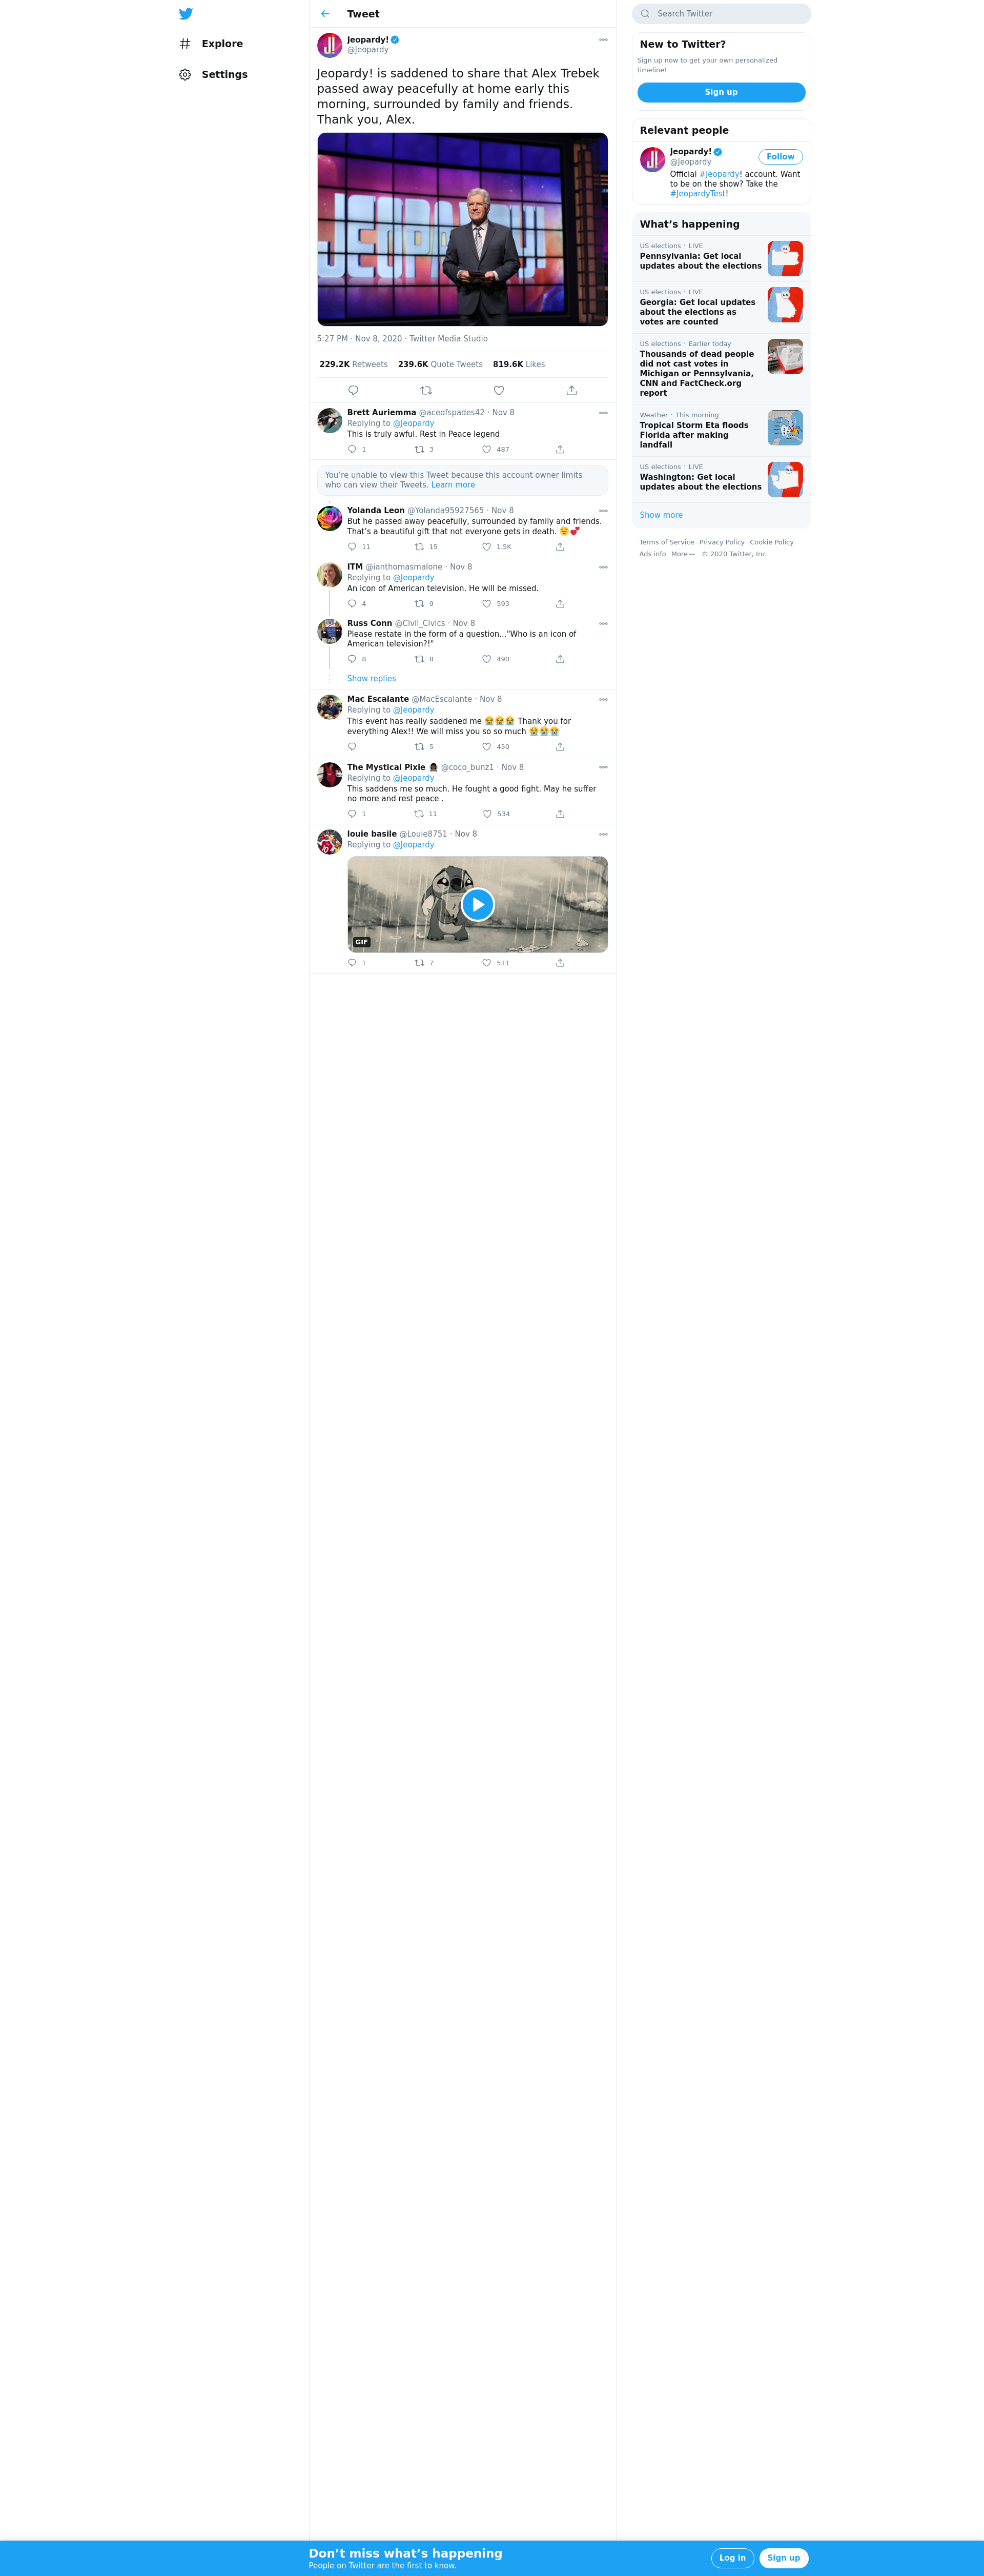 Explore
Settings
Tweet
Jeopardy!
@Jeopardy
Jeopardy! is saddened to share that Alex Trebek
passed away peacefully at home early this
morning, surrounded by family and friends.
Thank you, Alex.
JEOPARDY
5:27 PM · Nov 8, 2020 · Twitter Media Studio
229.2K Retweets 239.6K Quote Tweets 819.6K Likes
Brett Auriemma @aceofspades42 · Nov 8
Replying to @Jeopardy
This is truly awful. Rest in Peace legend
1 3 487
You’re unable to view this Tweet because this account owner limits
who can view their Tweets. Learn more
Yolanda Leon @Yolanda95927565 · Nov 8
But he passed away peacefully, surrounded by family and friends.
That’s a beautiful gift that not everyone gets in death. 😊💕
11 15 1.5K
ITM @ianthomasmalone · Nov 8
Replying to @Jeopardy
An icon of American television. He will be missed.
4 9 593
Russ Conn @Civil_Civics · Nov 8
Please restate in the form of a question..."Who is an icon of
American television?!"
8 8 490
Show replies
Mac Escalante @MacEscalante · Nov 8
Replying to @Jeopardy
This event has really saddened me 😭😭😭 Thank you for
everything Alex!! We will miss you so so much 😭😭😭
5 450
The Mystical Pixie @coco_bunz1 · Nov 8
Replying to @Jeopardy
This saddens me so much. He fought a good fight. May he suffer
no more and rest peace .
1 11 534
louie basile @Louie8751 · Nov 8
Replying to @Jeopardy
GIF
1 7 511
Search Twitter
New to Twitter?
Sign up now to get your own personalized
timeline!
Sign up
Relevant people
Jeopardy!
@Jeopardy
Follow
Official #Jeopardy! account. Want
to be on the show? Take the
#JeopardyTest!
What’s happening
US elections · LIVE
Pennsylvania: Get local
updates about the elections
US elections · LIVE
Georgia: Get local updates
about the elections as
votes are counted
US elections · Earlier today
Thousands of dead people
did not cast votes in
Michigan or Pennsylvania,
CNN and FactCheck.org
report
Weather · This morning
Tropical Storm Eta floods
Florida after making
landfall
US elections · LIVE
Washington: Get local
updates about the elections
Show more
Terms of Service Privacy Policy Cookie Policy
Ads info More © 2020 Twitter, Inc.
Don’t miss what’s happening
People on Twitter are the first to know.
Log in
Sign up